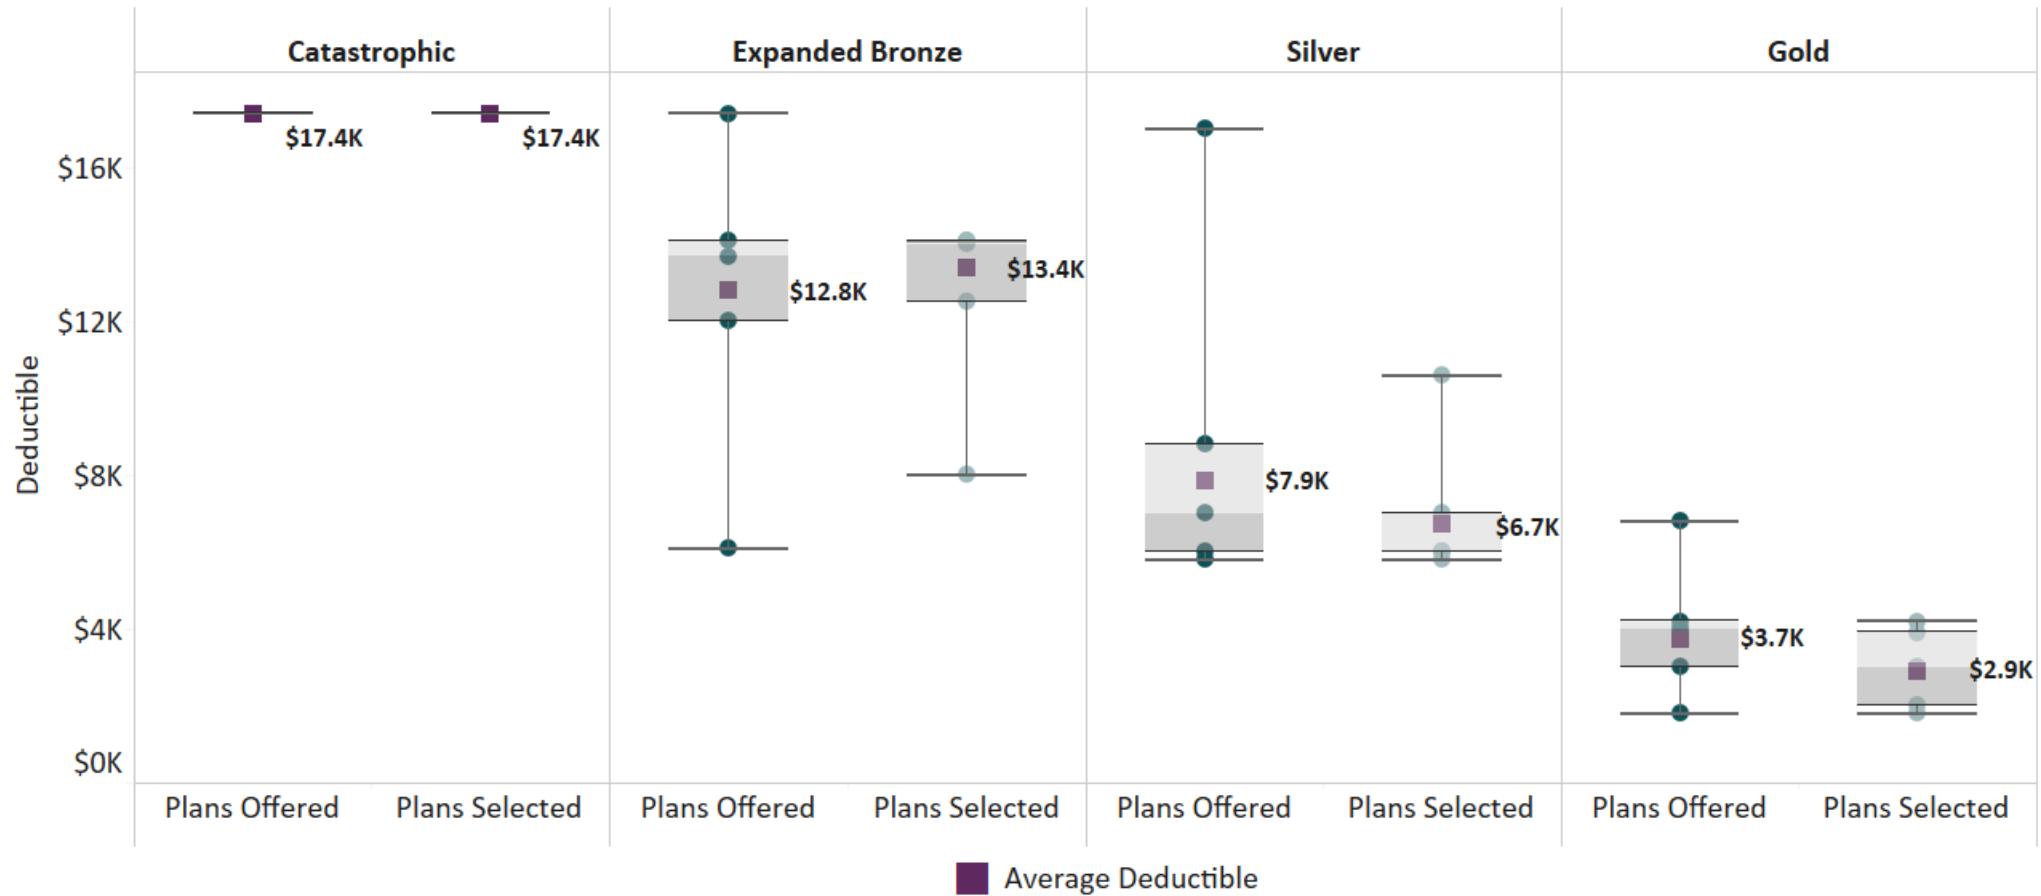 Catastrophic Expanded Bronze Silver Gold
$17.4K $17.4K
$16K
$12.8K $13.4K
$12K
Deductible
$8K
$7.9K $6.7K
$4K
$3.7K $2.9K
$0K
Plans Offered Plans Selected Plans Offered Plans Selected Plans Offered Plans Selected Plans Offered Plans Selected
Average Deductible